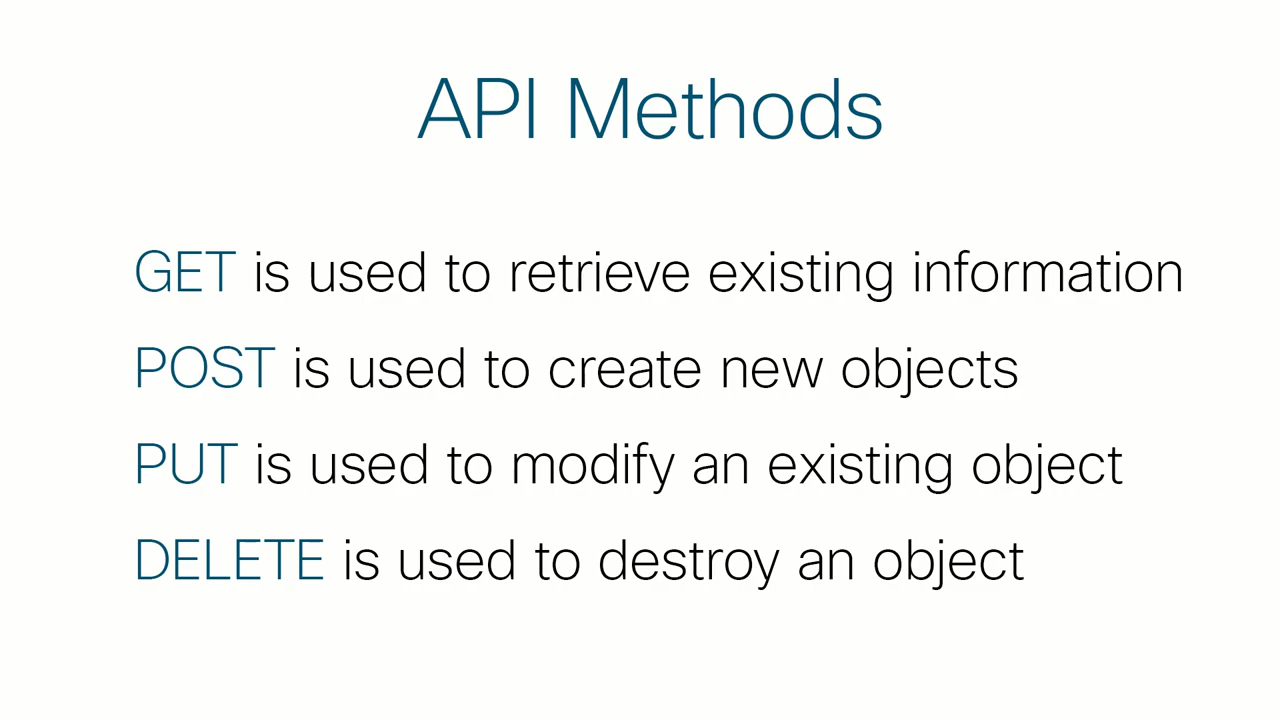 API Methods
GET is used to retrieve existing information
POST is used to create new objects
PUT is used to modify an existing object
DELETE is used to destroy an object